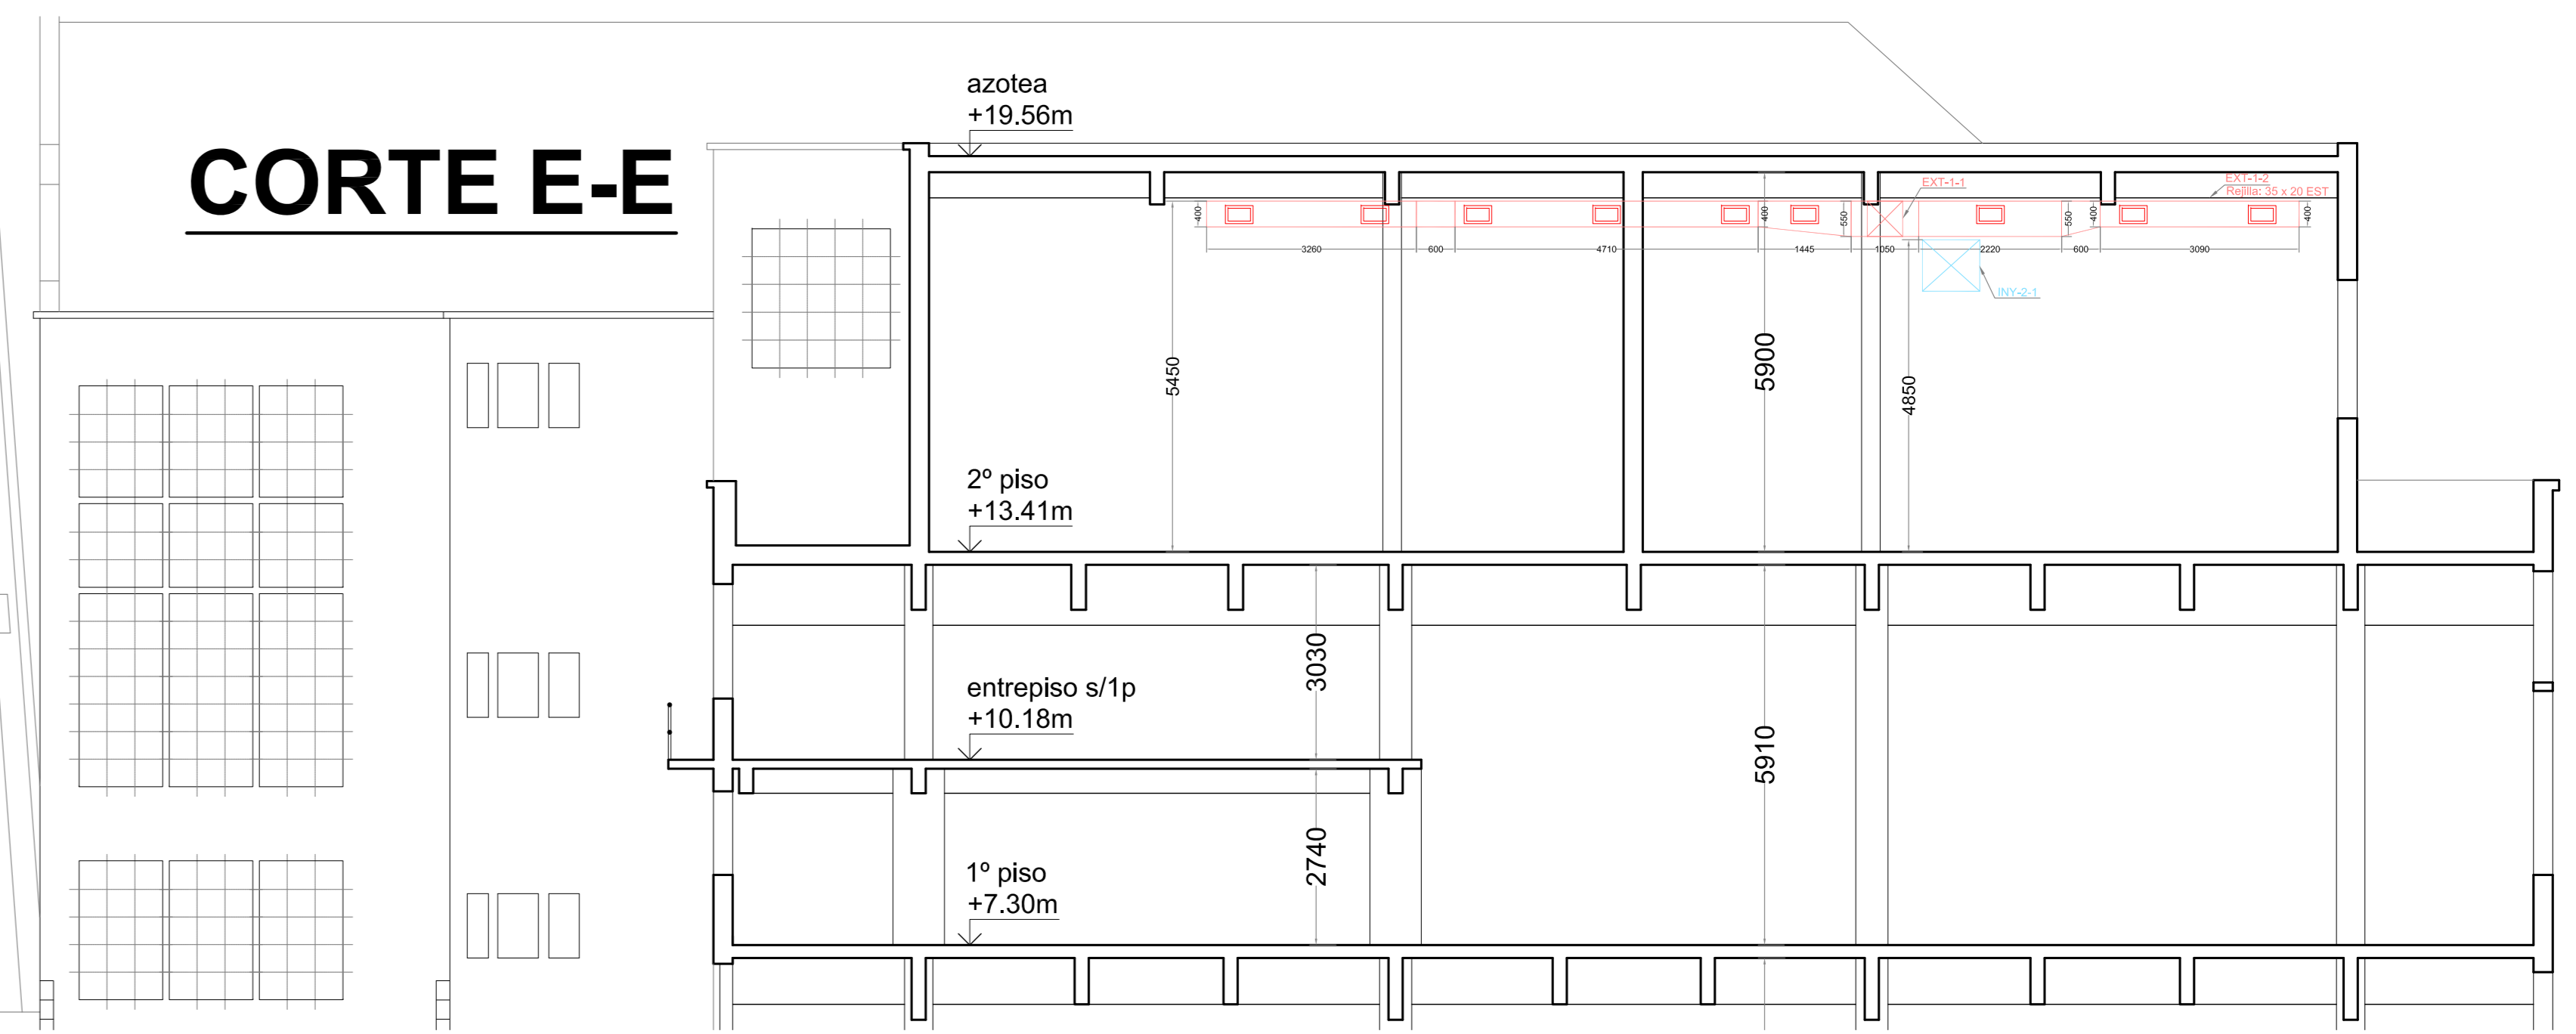 azotea
+19.56m
CORTE E-E
EXT-1-1
EXT-1-2
Rejilla: 35 x 20 EST
400
400
550
550
400
400
3260
600
4710
1445
1050
2220
600
3090
INY-2-1
5450
5900
4850
2º piso
+13.41m
3030
entrepiso s/1p
+10.18m
5910
2740
1º piso
+7.30m